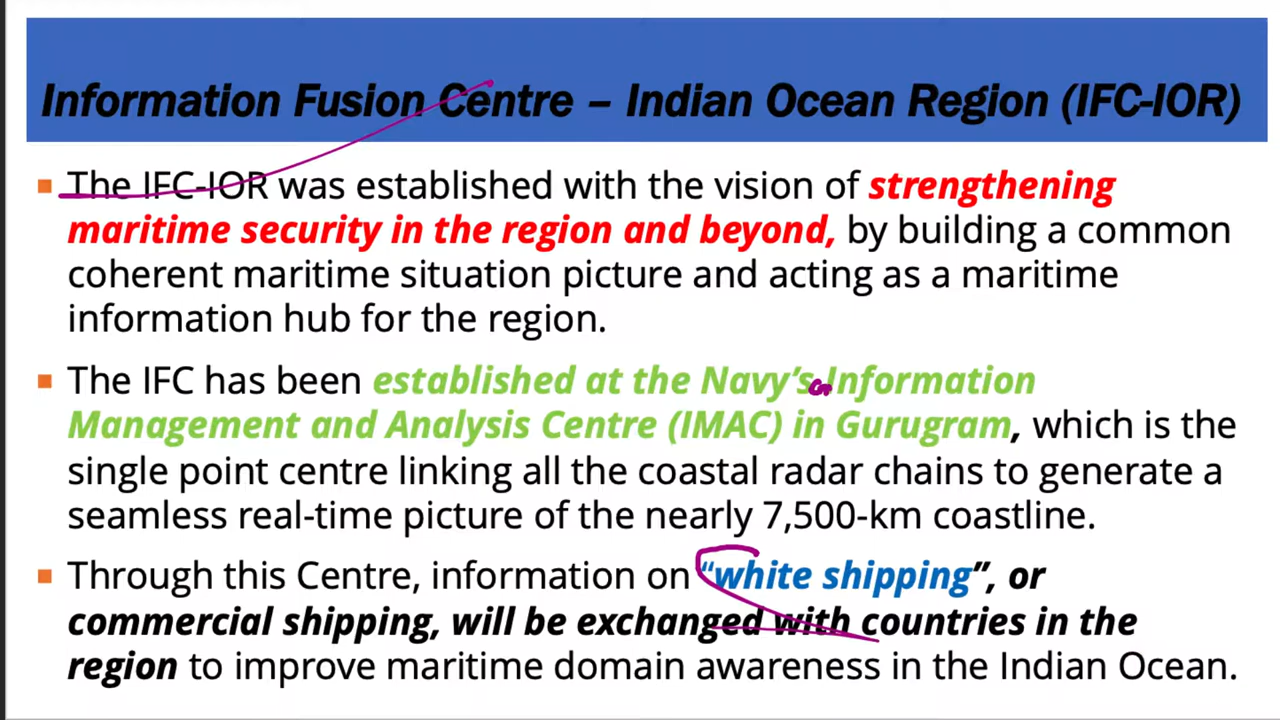 Information Fusion Centre – Indian Ocean Region (IFC-IOR)
▪ The IFC-IOR was established with the vision of strengthening
maritime security in the region and beyond, by building a common
coherent maritime situation picture and acting as a maritime
information hub for the region.
▪ The IFC has been established at the Navy’s Information
Management and Analysis Centre (IMAC) in Gurugram, which is the
single point centre linking all the coastal radar chains to generate a
seamless real-time picture of the nearly 7,500-km coastline.
▪ Through this Centre, information on “white shipping”, or
commercial shipping, will be exchanged with countries in the
region to improve maritime domain awareness in the Indian Ocean.